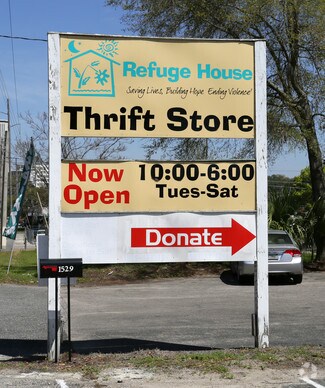 Refuge House
Saving Lives, Building Hope Ending Violence!
Thrift Store
Now Open
10:00-6:00
Tues-Sat
Donate
1529